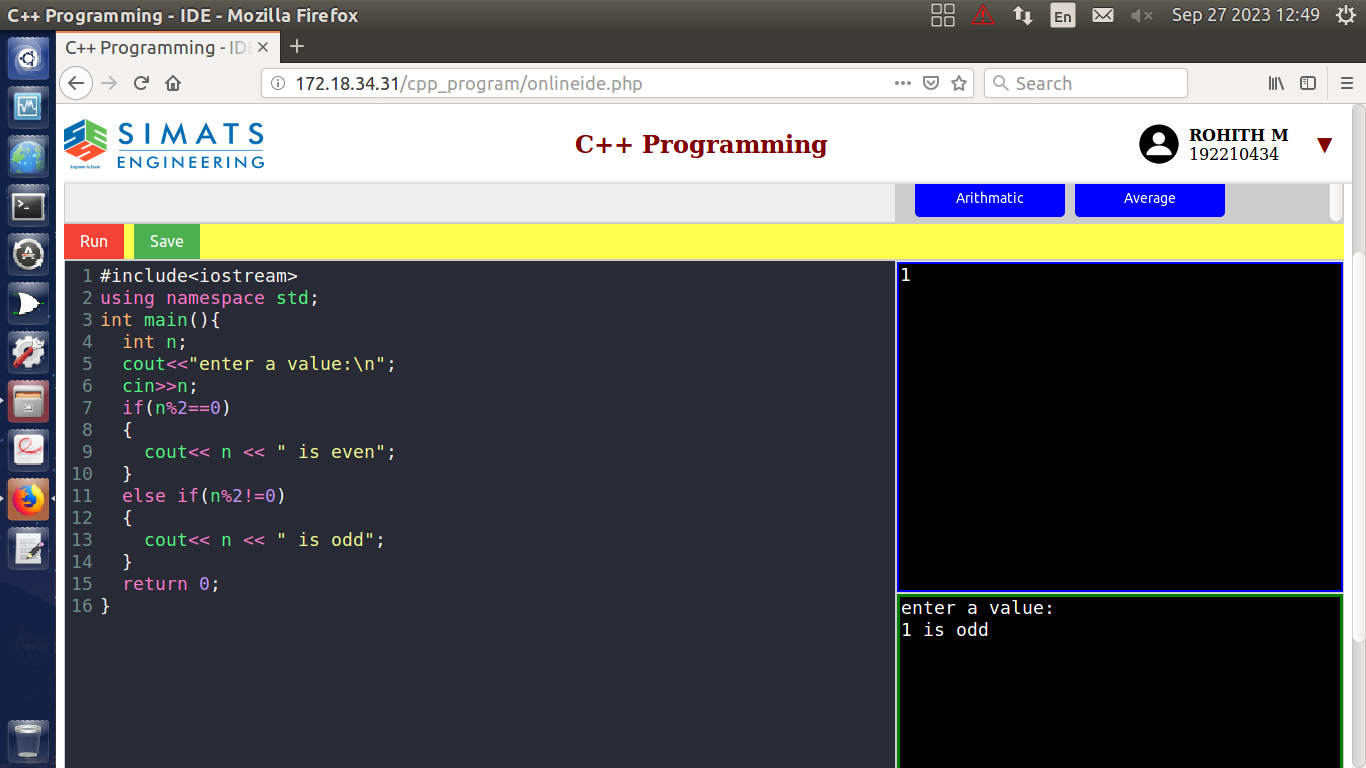 C++ Programming - IDE - Mozilla Firefox
En
Sep 27 2023 12:49
C++ Programming - IDE
172.18.34.31/cpp_program/onlineide.php
Search
SIMATS
ENGINEERING
Engineer to Excel
C++ Programming
ROHITH M
192210434
Arithmatic
Average
Run
Save
1 #include<iostream>
2 using namespace std;
3 int main(){
4   int n;
5   cout<<"enter a value:\n";
6   cin>>n;
7   if(n%2==0)
8   {
9     cout<< n << " is even";
10   }
11   else if(n%2!=0)
12   {
13     cout<< n << " is odd";
14   }
15   return 0;
16 }
1
enter a value:
1 is odd